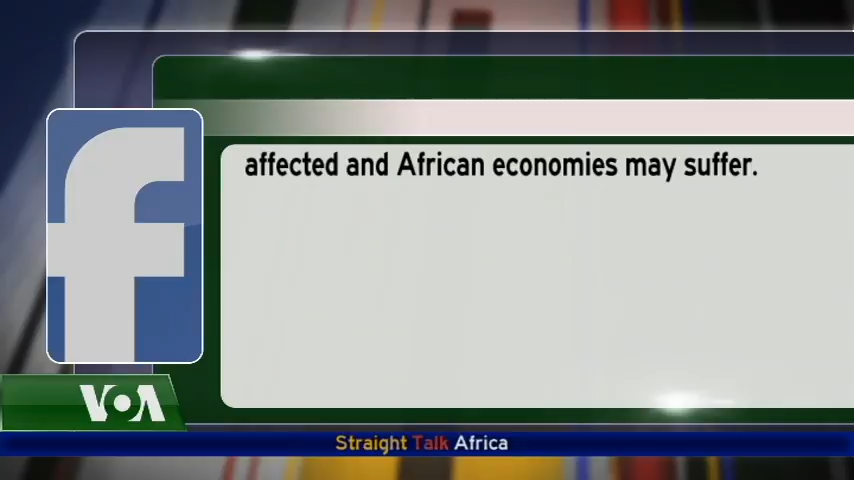 affected and African economies may suffer.
VOA
Straight Talk Africa